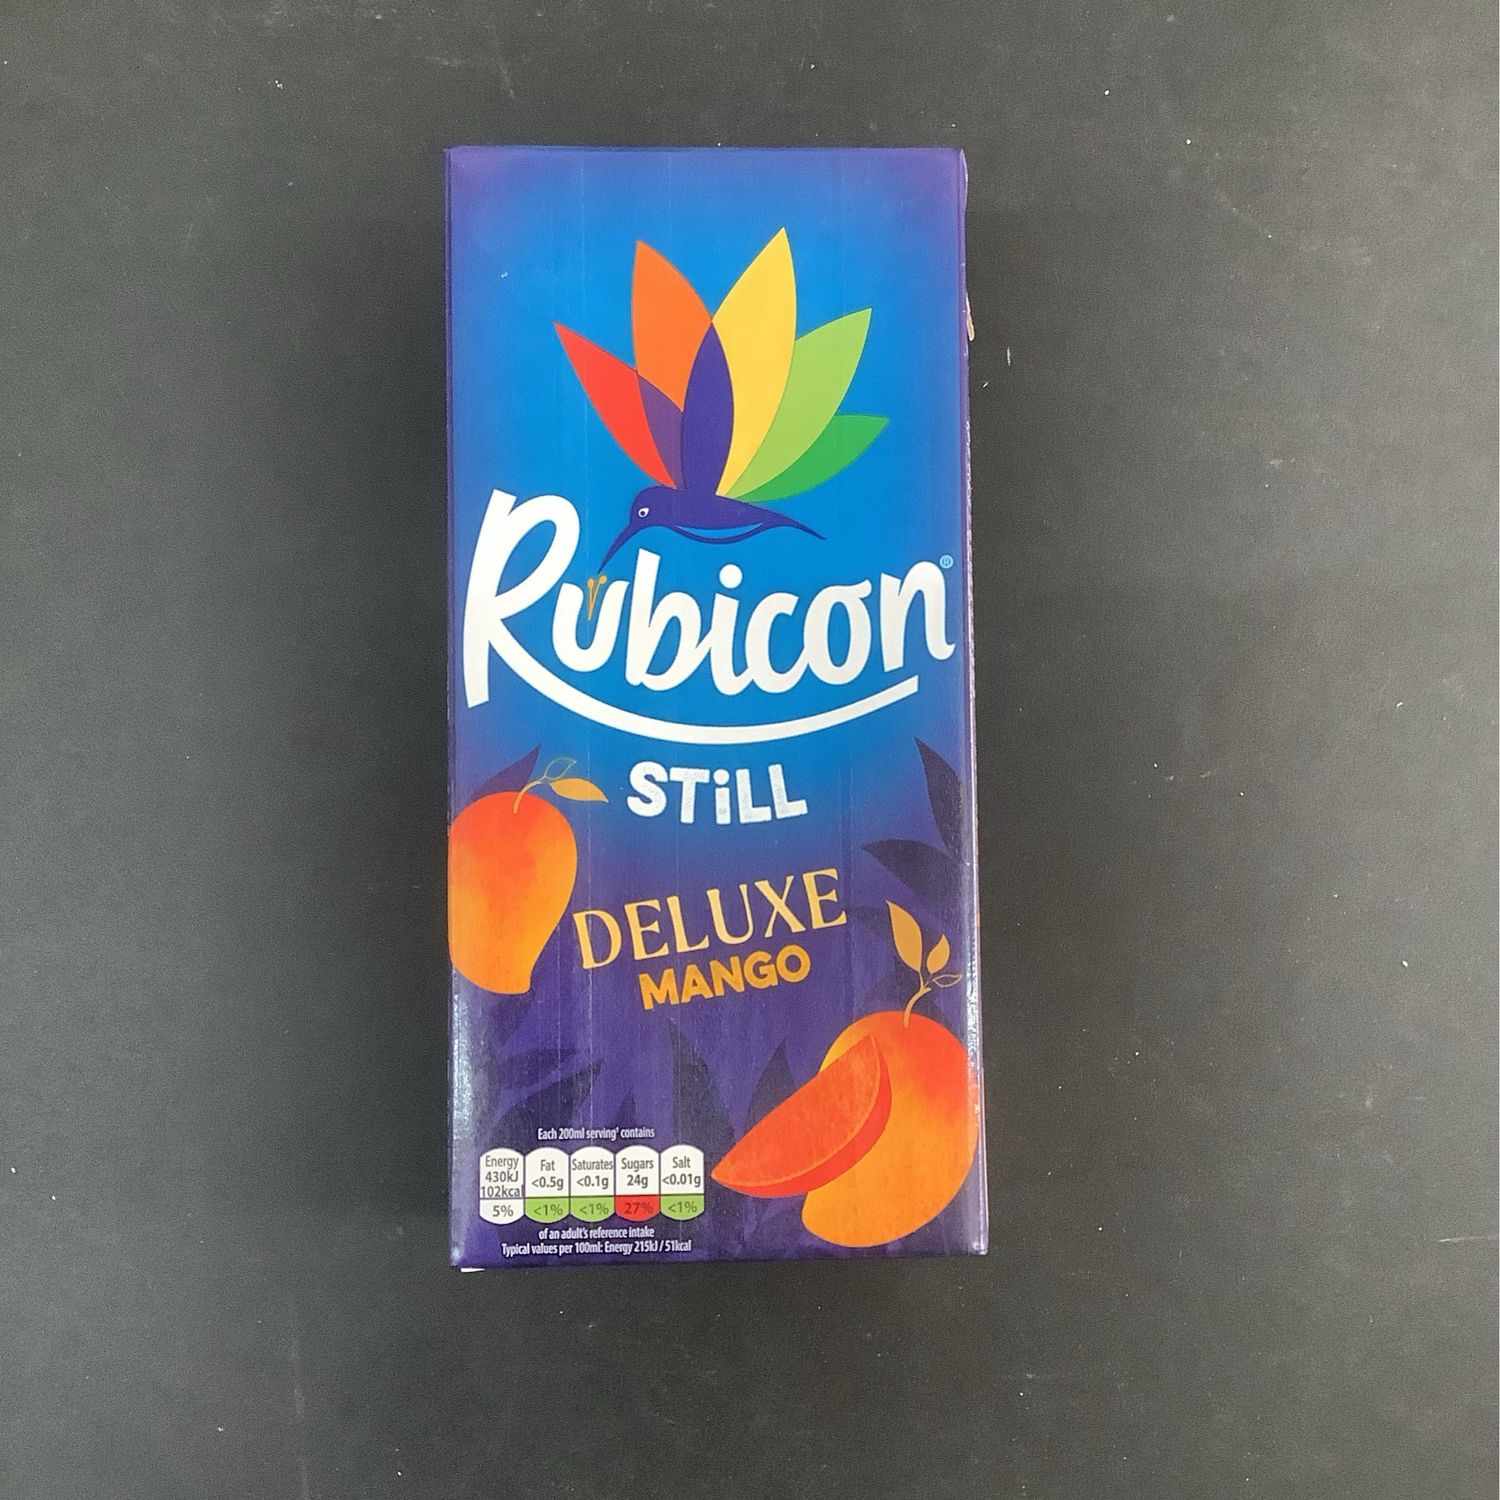 Rubicon®
STiLL
DELUXE
MANGO
Each 200ml serving¹ contains
Energy 430kJ 102kcal 5%
Fat <0.5g <1%
Saturates <0.1g <1%
Sugars 24g 27%
Salt <0.01g <1%
of an adult's reference intake
Typical values per 100ml: Energy 215kJ / 51kcal